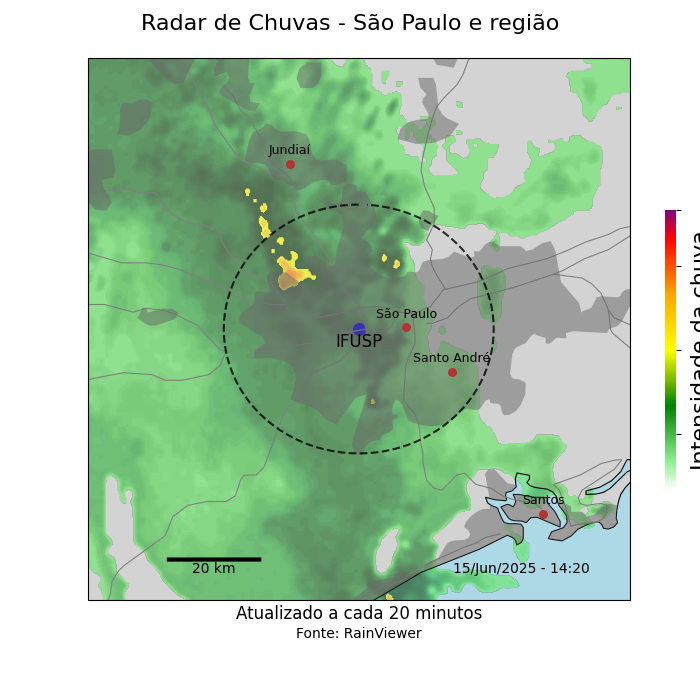 Radar de Chuvas - São Paulo e região
Jundiaí
São Paulo
IFUSP
Santo André
Santos
20 km
15/Jun/2025 - 14:20
Intensidade da chuva
Atualizado a cada 20 minutos
Fonte: RainViewer